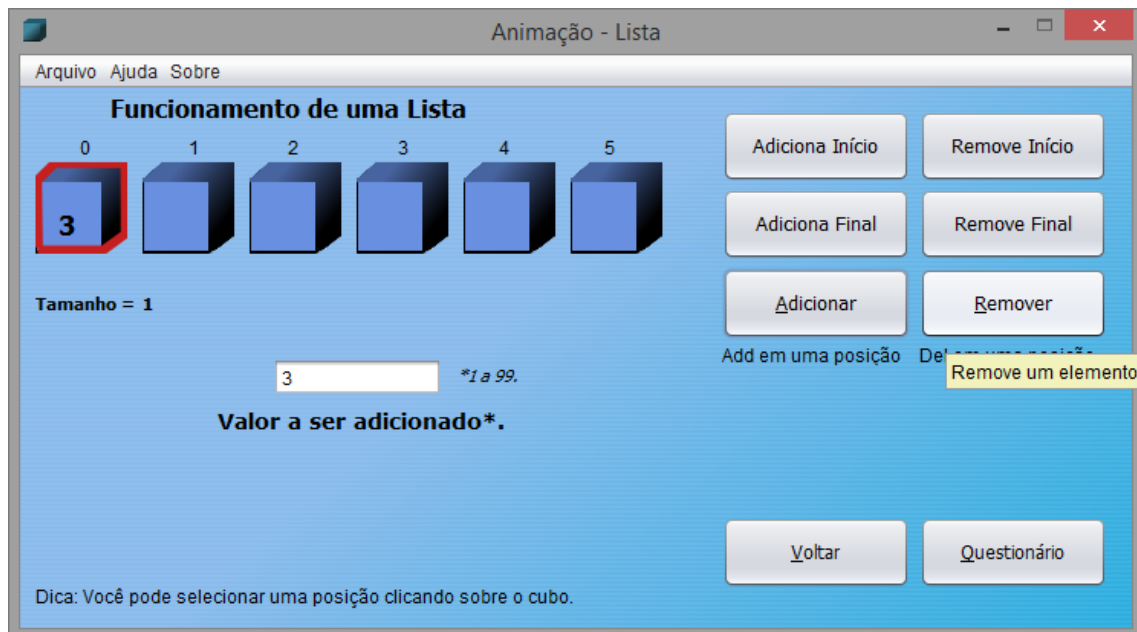 Animação - Lista
Arquivo Ajuda Sobre
Funcionamento de uma Lista
0 1 2 3 4 5
3
Tamanho = 1
3 *1 a 99.
Valor a ser adicionado*.
Adiciona Início Remove Início
Adiciona Final Remove Final
Adicionar Remover
Add em uma posição
Remove um elemento
Voltar Questionário
Dica: Você pode selecionar uma posição clicando sobre o cubo.